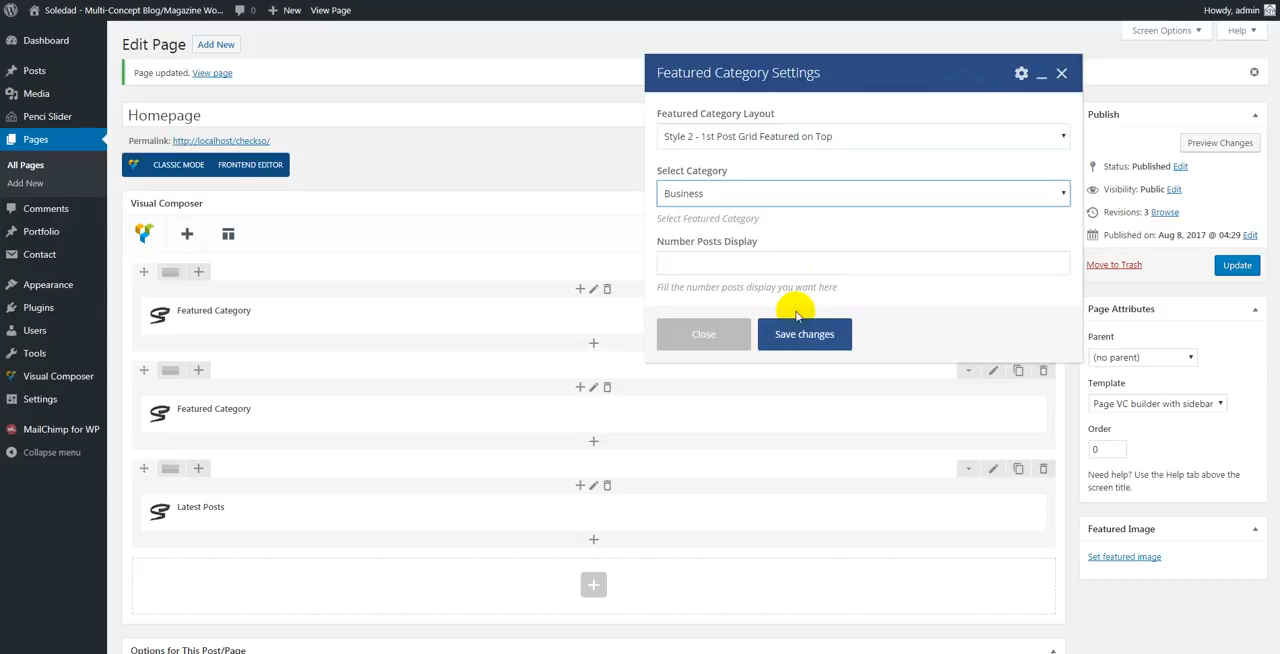 Soledad - Multi-Concept Blog/Magazine Wo... 0 New View Page Howdy, admin
Screen Options Help
Dashboard
Posts
Media
Penci Slider
Pages
All Pages
Add New
Comments
Portfolio
Contact
Appearance
Plugins
Users
Tools
Visual Composer
Settings
MailChimp for WP
Collapse menu
Edit Page Add New
Page updated. View page
Homepage
Permalink: http://localhost/checkso/
CLASSIC MODE FRONTEND EDITOR
Visual Composer
Featured Category
Featured Category
Latest Posts
Options for This Post/Page
Featured Category Settings
Featured Category Layout
Style 2 - 1st Post Grid Featured on Top
Select Category
Business
Select Featured Category
Number Posts Display
Fill the number posts display you want here
Close Save changes
Publish
Preview Changes
Status: Published Edit
Visibility: Public Edit
Revisions: 3 Browse
Published on: Aug 8, 2017 @ 04:29 Edit
Move to Trash Update
Page Attributes
Parent
(no parent)
Template
Page VC builder with sidebar
Order
0
Need help? Use the Help tab above the
screen title.
Featured Image
Set featured image